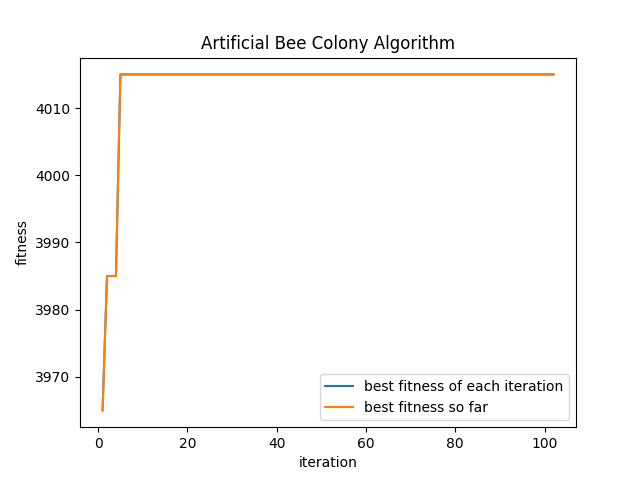 Artificial Bee Colony Algorithm
fitness
4010
4000
3990
3980
3970
best fitness of each iteration
best fitness so far
0 20 40 60 80 100
iteration